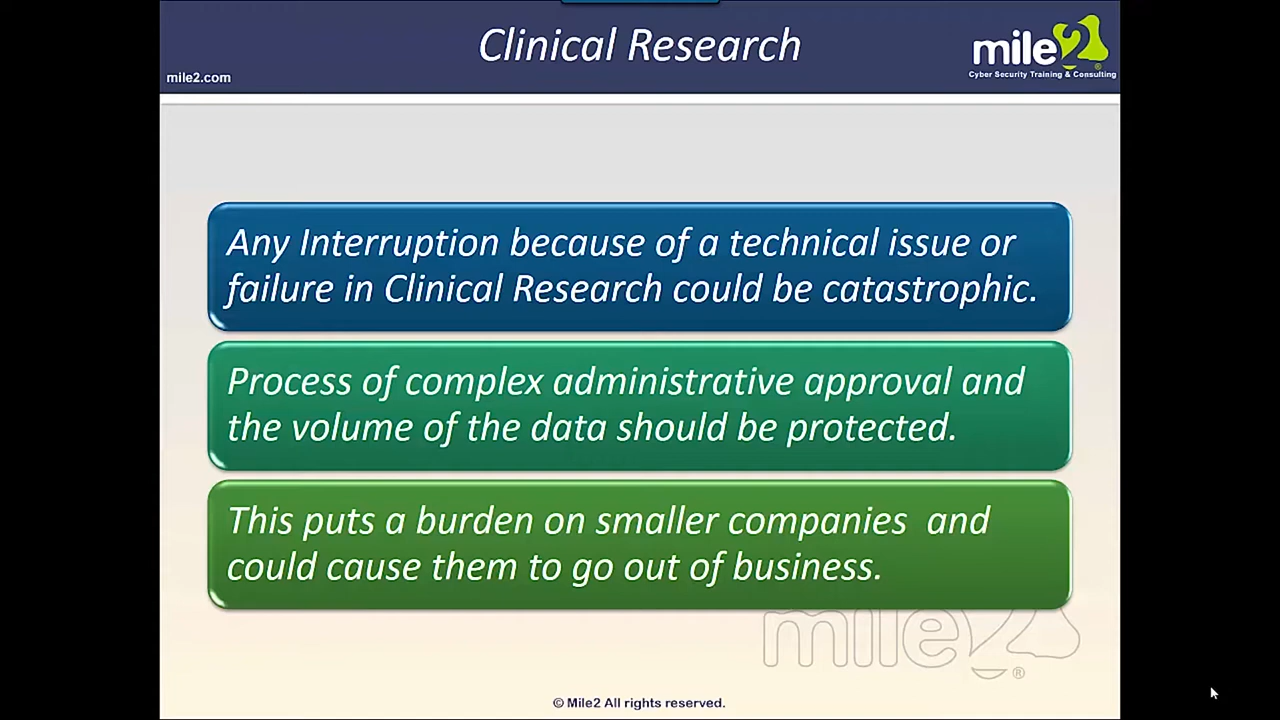 Clinical Research
mile2
mile2.com
Cyber Security Training & Consulting
Any Interruption because of a technical issue or
failure in Clinical Research could be catastrophic.
Process of complex administrative approval and
the volume of the data should be protected.
This puts a burden on smaller companies  and
could cause them to go out of business.
mile2®
© Mile2 All rights reserved.